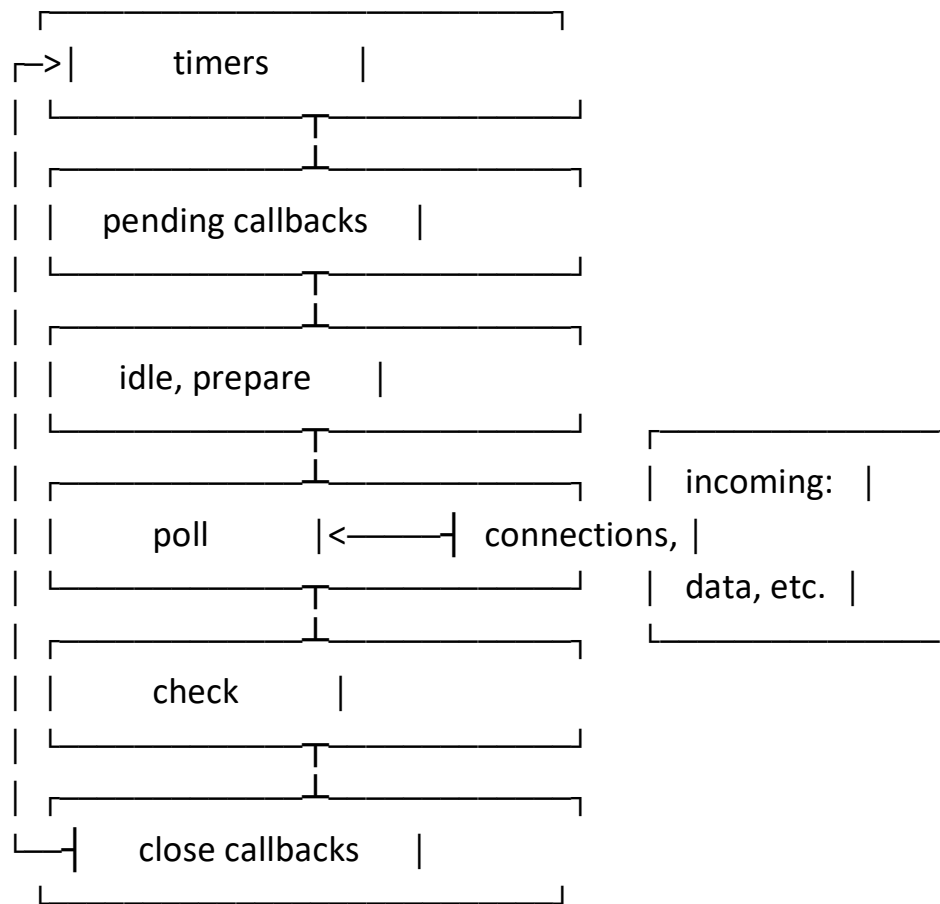 timers
pending callbacks
idle, prepare
incoming:
poll
connections,
data, etc.
check
close callbacks